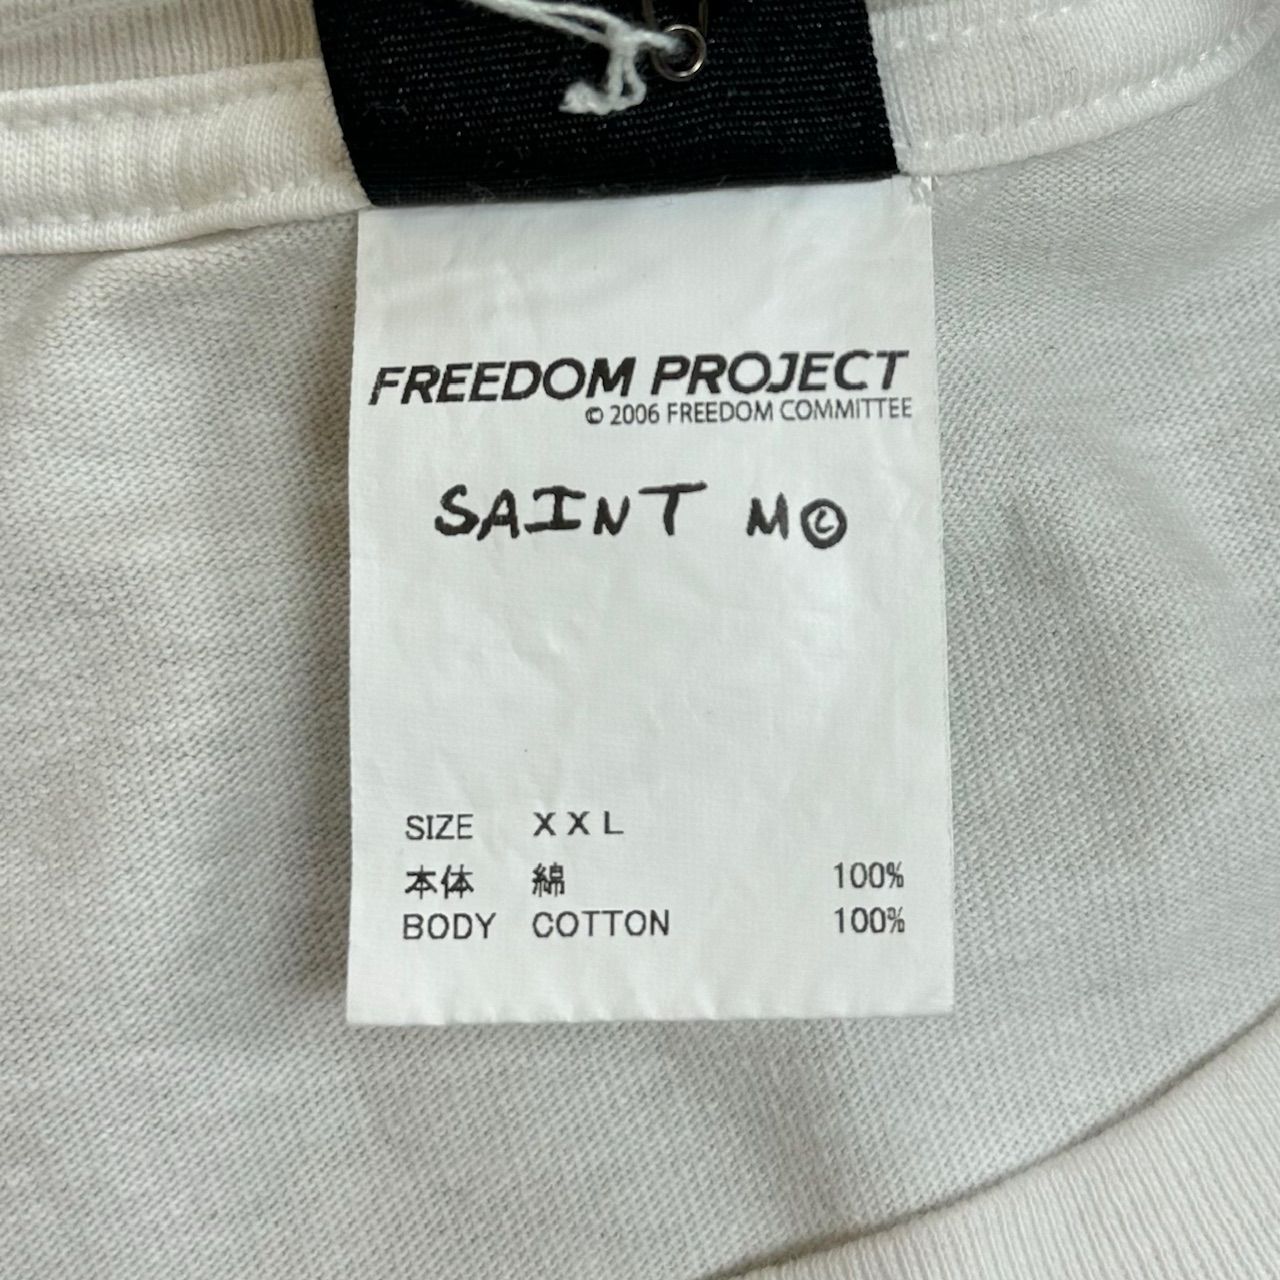 FREEDOM PROJECT
© 2006 FREEDOM COMMITTEE
SAINT M©
SIZE XXL
本体 綿 100%
BODY COTTON 100%